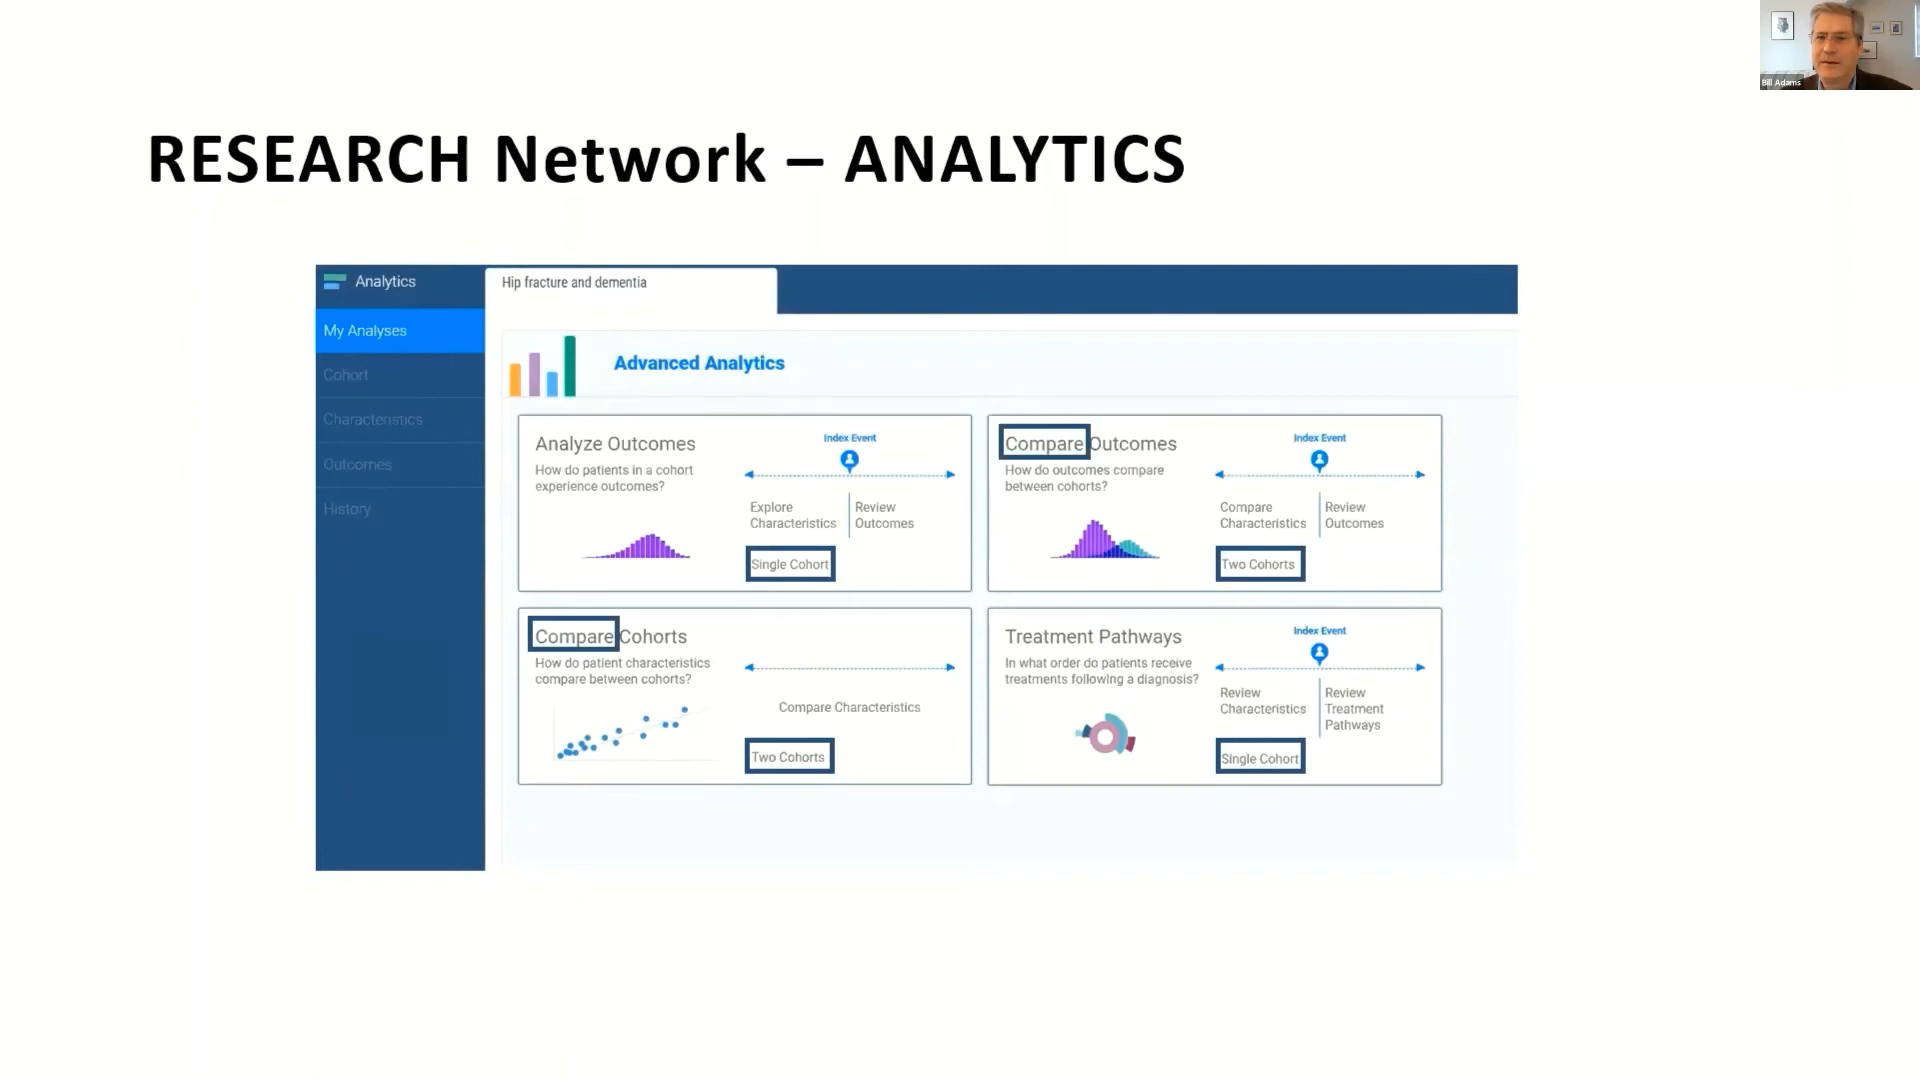 Bill Adams
RESEARCH Network – ANALYTICS
Analytics
My Analyses
Cohort
Characteristics
Outcomes
History
Hip fracture and dementia
Advanced Analytics
Analyze Outcomes
How do patients in a cohort
experience outcomes?
Index Event
Explore
Characteristics
Review
Outcomes
Single Cohort
Compare Outcomes
How do outcomes compare
between cohorts?
Index Event
Compare
Characteristics
Review
Outcomes
Two Cohorts
Compare Cohorts
How do patient characteristics
compare between cohorts?
Compare Characteristics
Two Cohorts
Treatment Pathways
In what order do patients receive
treatments following a diagnosis?
Index Event
Review
Characteristics
Review
Treatment
Pathways
Single Cohort